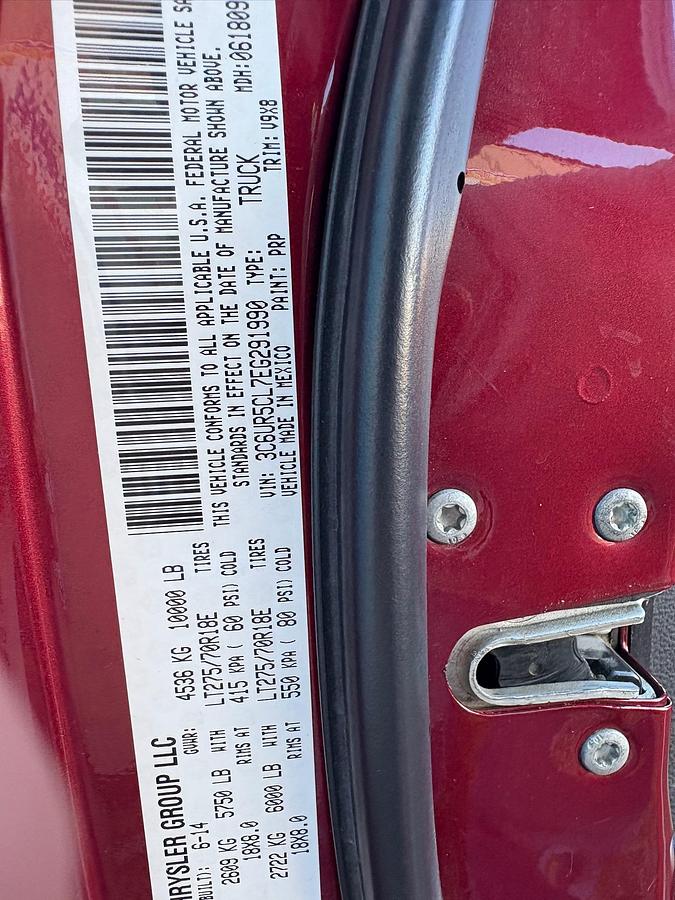 HRYSLER GROUP LLC
BUILT): 6-14 GVWR: 4536 KG 10000 LB
2609 KG 5750 LB WITH LT275/70R18E TIRES
18X8.0 RIMS AT 415 KPA ( 60 PSI) COLD
2722 KG 6000 LB WITH LT275/70R18E TIRES
18X8.0 RIMS AT 550 KPA ( 80 PSI) COLD
THIS VEHICLE CONFORMS TO ALL APPLICABLE U.S.A. FEDERAL MOTOR VEHICLE SA
STANDARDS IN EFFECT ON THE DATE OF MANUFACTURE SHOWN ABOVE. MDH:061809
VIN: 3C6UR5CL7EG291990 TYPE: TRUCK
VEHICLE MADE IN MEXICO PAINT: PRP TRIM: V9X8